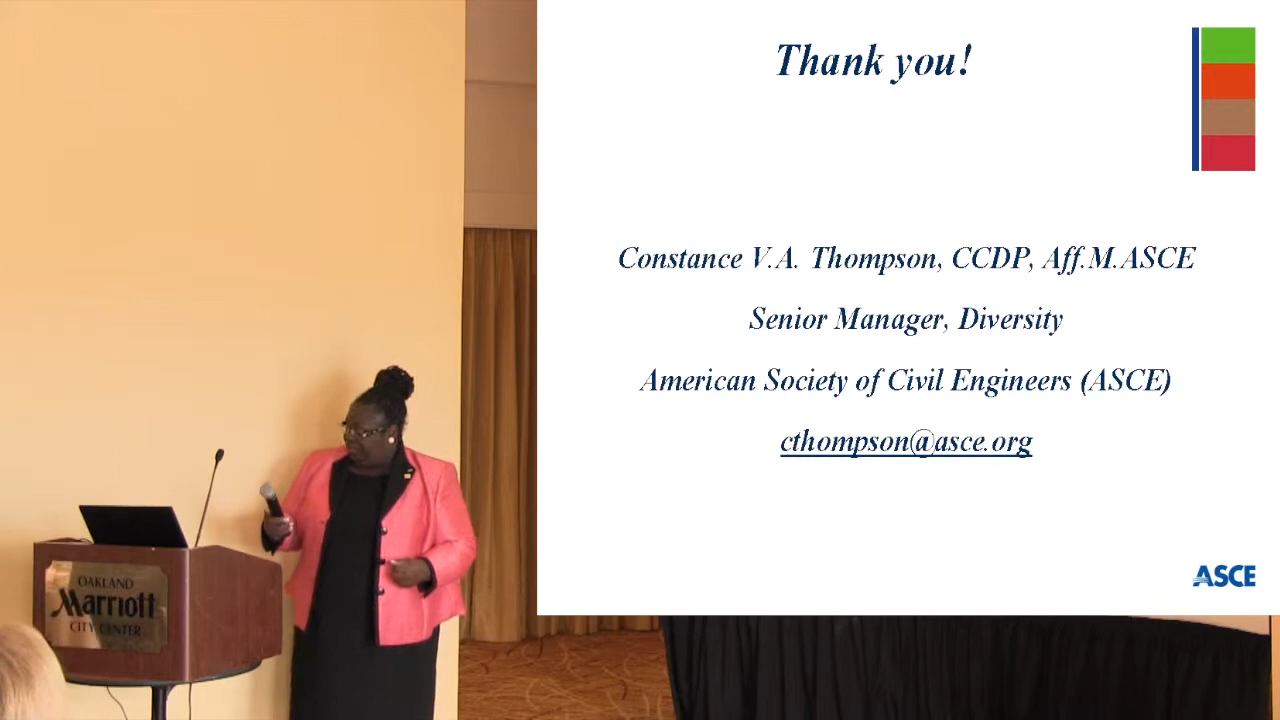 Thank you!
Constance V.A. Thompson, CCDP, Aff.M.ASCE
Senior Manager, Diversity
American Society of Civil Engineers (ASCE)
cthompson@asce.org
ASCE
OAKLAND
Marriott
CITY CENTER